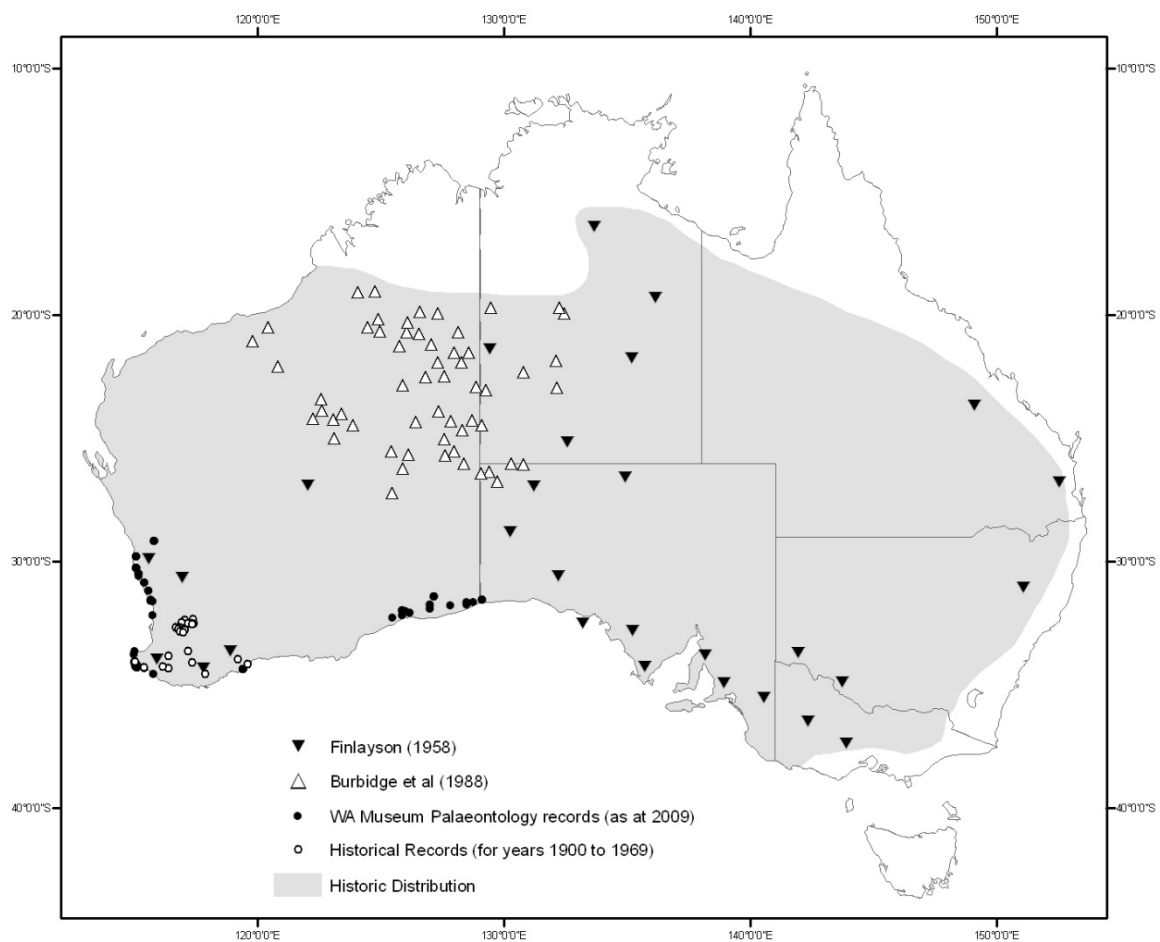 120°0'0"E 130°0'0"E 140°0'0"E 150°0'0"E
10°0'0"S 10°0'0"S
20°0'0"S 20°0'0"S
30°0'0"S 30°0'0"S
Finlayson (1958)
Burbidge et al (1988)
40°0'0"S 40°0'0"S
WA Museum Palaeontology records (as at 2009)
Historical Records (for years 1900 to 1969)
Historic Distribution
120°0'0"E 130°0'0"E 140°0'0"E 150°0'0"E